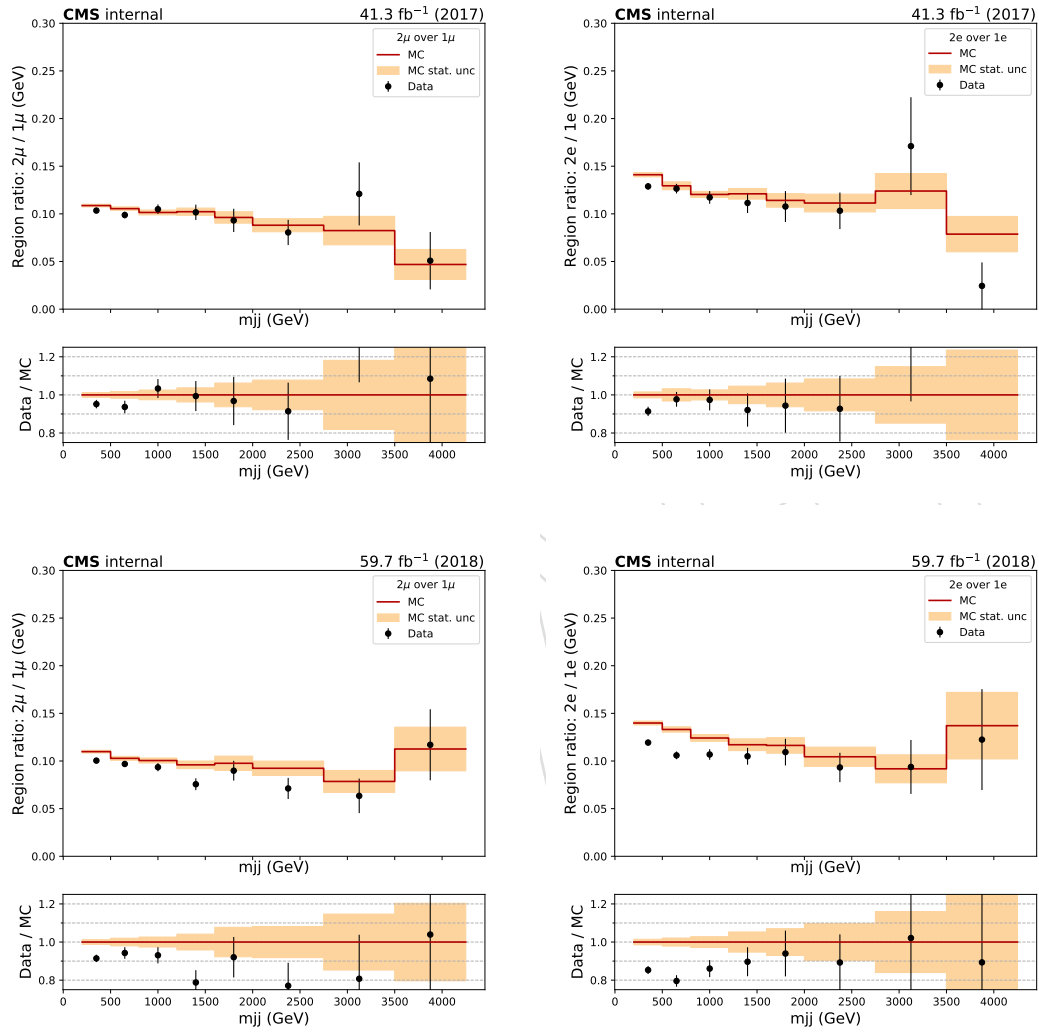 CMS internal 41.3 fb⁻¹ (2017)
Region ratio: 2μ / 1μ (GeV)
0.30
0.25
0.20
0.15
0.10
0.05
0.00
2μ over 1μ
MC
MC stat. unc
Data
mjj (GeV)
Data / MC
1.2
1.0
0.8
0 500 1000 1500 2000 2500 3000 3500 4000
mjj (GeV)
CMS internal 41.3 fb⁻¹ (2017)
Region ratio: 2e / 1e (GeV)
0.30
0.25
0.20
0.15
0.10
0.05
0.00
2e over 1e
MC
MC stat. unc
Data
mjj (GeV)
Data / MC
1.2
1.0
0.8
0 500 1000 1500 2000 2500 3000 3500 4000
mjj (GeV)
CMS internal 59.7 fb⁻¹ (2018)
Region ratio: 2μ / 1μ (GeV)
0.30
0.25
0.20
0.15
0.10
0.05
0.00
2μ over 1μ
MC
MC stat. unc
Data
mjj (GeV)
Data / MC
1.2
1.0
0.8
0 500 1000 1500 2000 2500 3000 3500 4000
mjj (GeV)
CMS internal 59.7 fb⁻¹ (2018)
Region ratio: 2e / 1e (GeV)
0.30
0.25
0.20
0.15
0.10
0.05
0.00
2e over 1e
MC
MC stat. unc
Data
mjj (GeV)
Data / MC
1.2
1.0
0.8
0 500 1000 1500 2000 2500 3000 3500 4000
mjj (GeV)